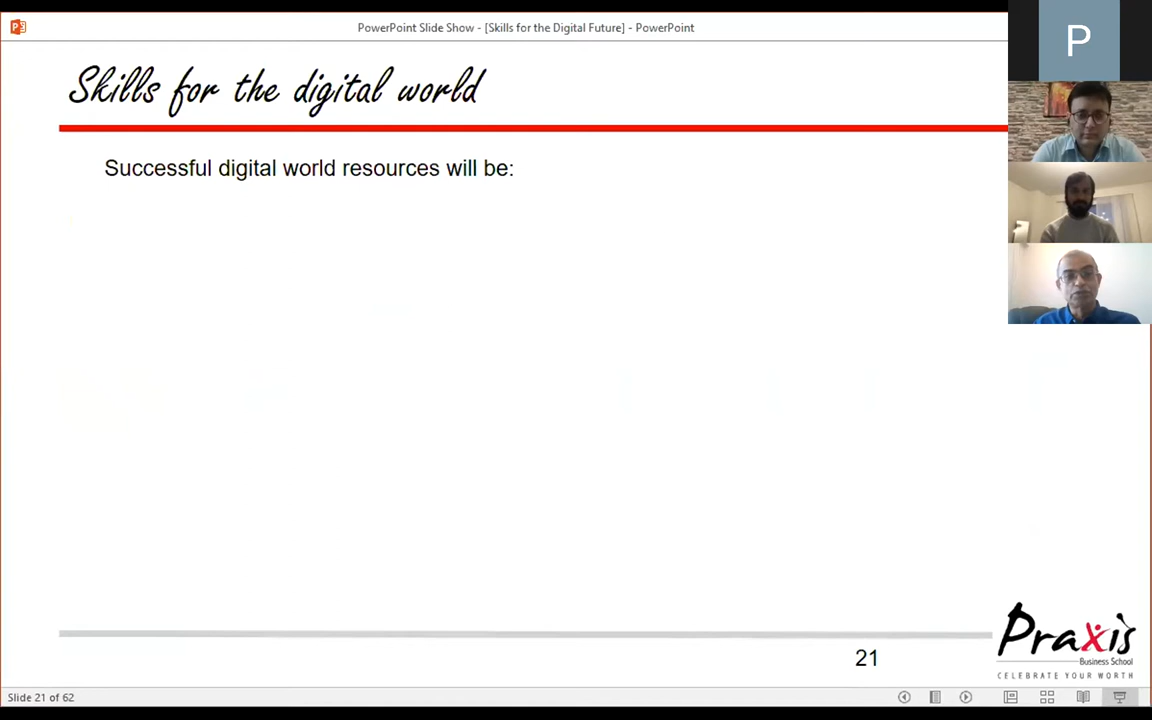 PowerPoint Slide Show - [Skills for the Digital Future] - PowerPoint
P
Skills for the digital world
Successful digital world resources will be:
21
Praxis
Business School
CELEBRATE YOUR WORTH
Slide 21 of 62